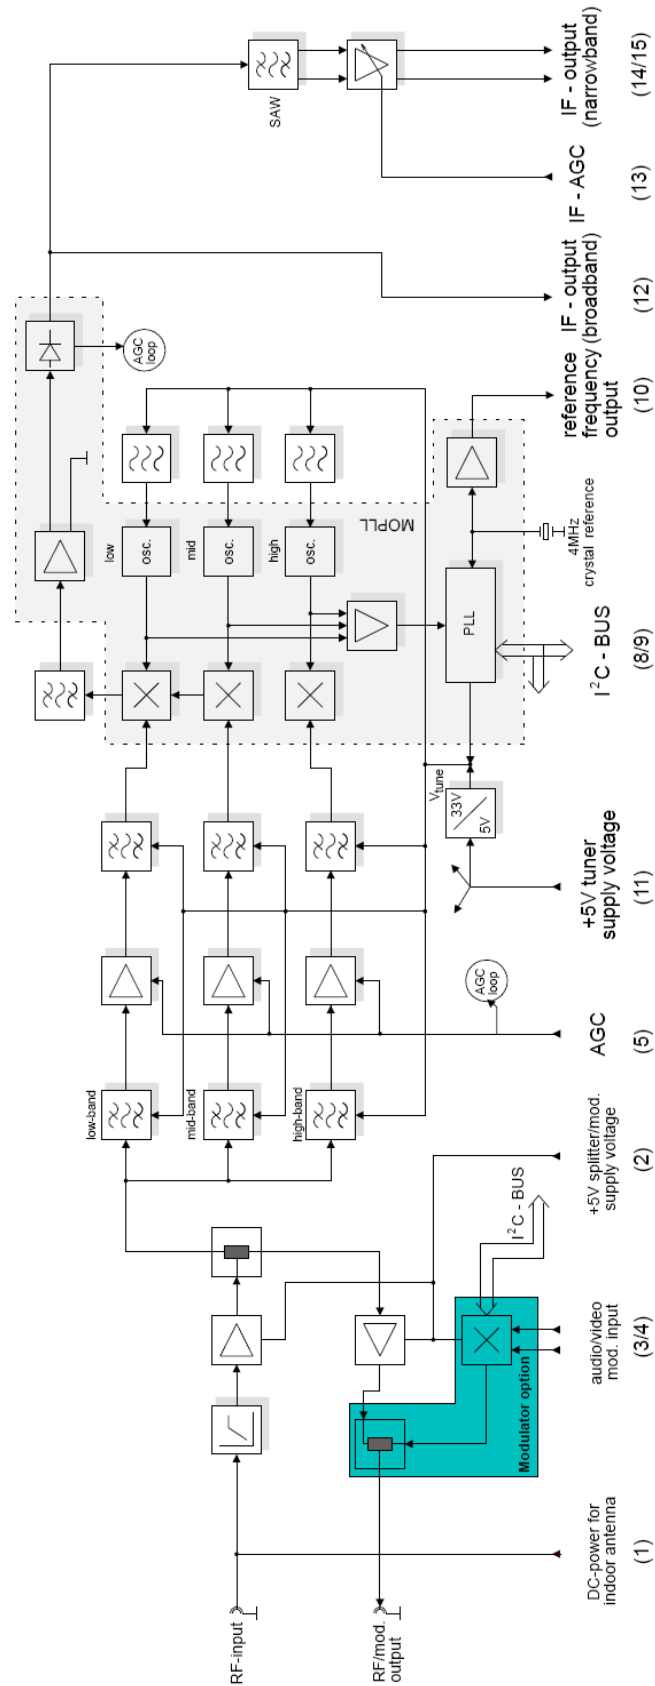 RF-input
RF/mod.
output
low-band
mid-band
high-band
Modulator option
I²C - BUS
AGC
loop
V tune
33V
5V
low
mid
high
osc.
osc.
osc.
MOPLL
PLL
4MHz
crystal reference
AGC
loop
SAW
DC-power for
indoor antenna
(1)
audio/video
mod. input
(3/4)
+5V splitter/mod.
supply voltage
(2)
AGC
(5)
+5V tuner
supply voltage
(11)
I²C - BUS
(8/9)
reference
frequency
output
(10)
IF - output
(broadband)
(12)
IF - AGC
(13)
IF - output
(narrowband)
(14/15)